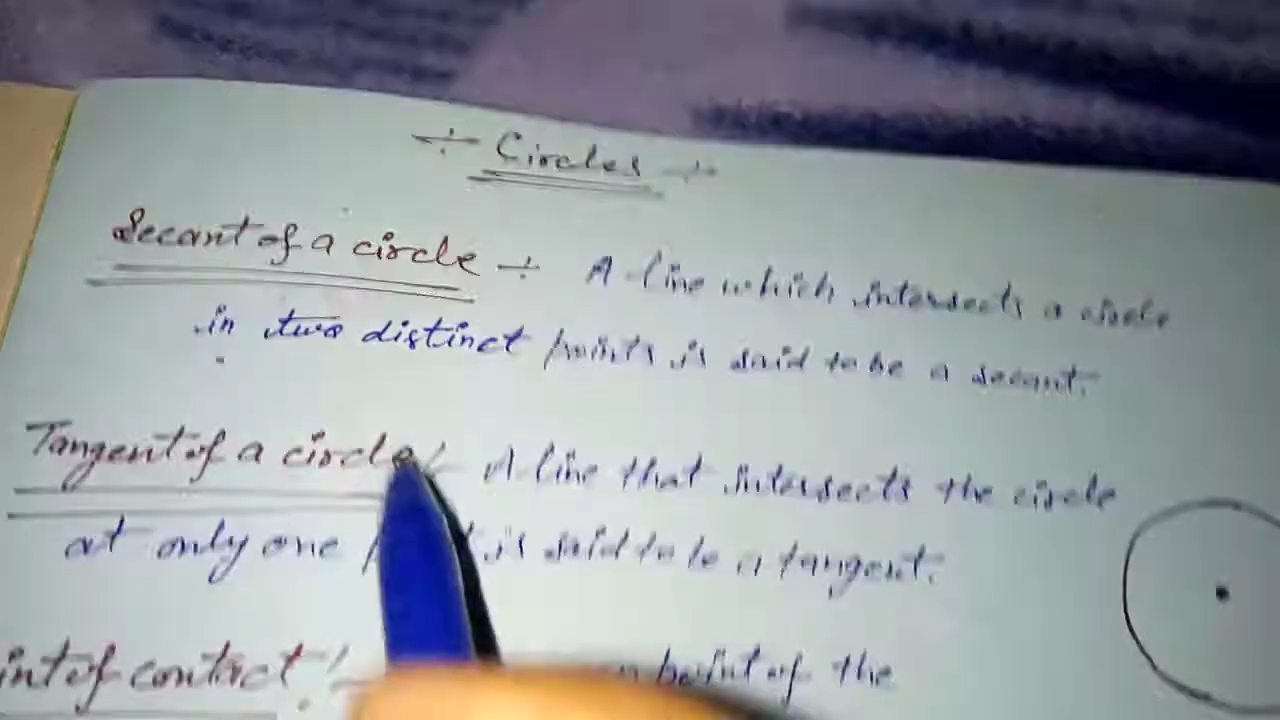 ÷ Circles ÷
Secant of a circle ÷ A line which intersects a circle
in two distinct points is said to be a secant.
Tangent of a circle:- A line that intersects the circle
at only one is said to be a tangent.
of contact:- point of the